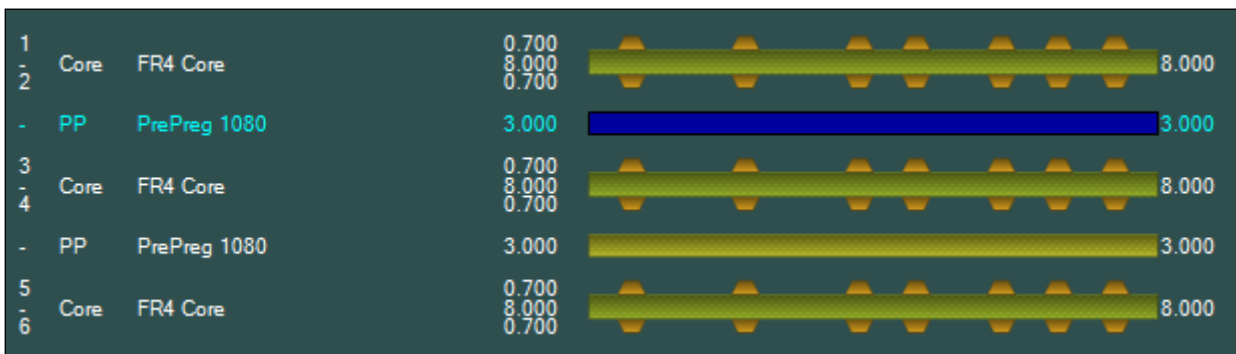 1 0.700
- Core FR4 Core 8.000 8.000
2 0.700
- PP PrePreg 1080 3.000 3.000
3 0.700
- Core FR4 Core 8.000 8.000
4 0.700
- PP PrePreg 1080 3.000 3.000
5 0.700
- Core FR4 Core 8.000 8.000
6 0.700